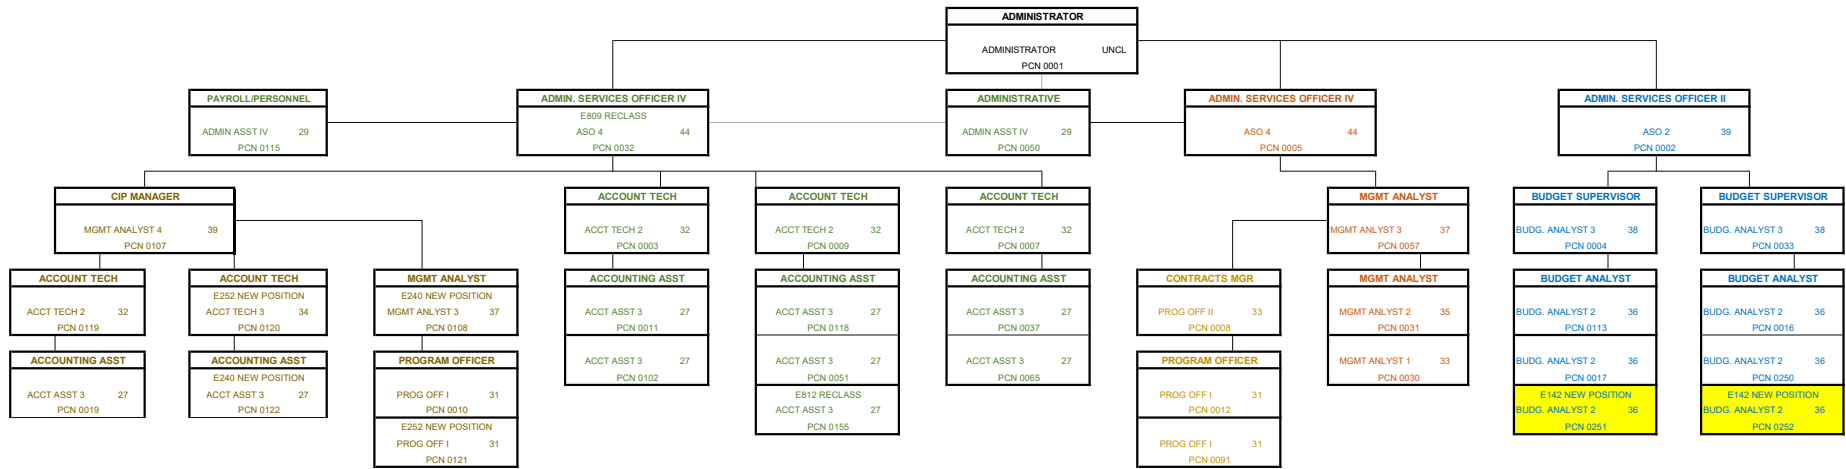 ADMINISTRATOR
ADMINISTRATOR UNCL
PCN 0001
PAYROLL/PERSONNEL
ADMIN ASST IV 29
PCN 0115
ADMIN. SERVICES OFFICER IV
E809 RECLASS
ASO 4 44
PCN 0032
ADMINISTRATIVE
ADMIN ASST IV 29
PCN 0050
ADMIN. SERVICES OFFICER IV
ASO 4 44
PCN 0005
ADMIN. SERVICES OFFICER II
ASO 2 39
PCN 0002
CIP MANAGER
MGMT ANALYST 4 39
PCN 0107
ACCOUNT TECH
ACCT TECH 2 32
PCN 0003
ACCOUNT TECH
ACCT TECH 2 32
PCN 0009
ACCOUNT TECH
ACCT TECH 2 32
PCN 0007
MGMT ANALYST
MGMT ANLYST 3 37
PCN 0057
BUDGET SUPERVISOR
BUDG. ANALYST 3 38
PCN 0004
BUDGET SUPERVISOR
BUDG. ANALYST 3 38
PCN 0033
ACCOUNT TECH
ACCT TECH 2 32
PCN 0119
ACCOUNT TECH
E252 NEW POSITION
ACCT TECH 3 34
PCN 0120
MGMT ANALYST
E240 NEW POSITION
MGMT ANLYST 3 37
PCN 0108
ACCOUNTING ASST
ACCT ASST 3 27
PCN 0011
ACCT ASST 3 27
PCN 0102
ACCOUNTING ASST
ACCT ASST 3 27
PCN 0118
ACCT ASST 3 27
PCN 0051
E812 RECLASS
ACCT ASST 3 27
PCN 0155
ACCOUNTING ASST
ACCT ASST 3 27
PCN 0037
ACCT ASST 3 27
PCN 0065
CONTRACTS MGR
PROG OFF II 33
PCN 0008
MGMT ANALYST
MGMT ANLYST 2 35
PCN 0031
MGMT ANLYST 1 33
PCN 0030
BUDGET ANALYST
BUDG. ANALYST 2 36
PCN 0113
BUDG. ANALYST 2 36
PCN 0017
E142 NEW POSITION
BUDG. ANALYST 2 36
PCN 0251
BUDGET ANALYST
BUDG. ANALYST 2 36
PCN 0016
BUDG. ANALYST 2 36
PCN 0250
E142 NEW POSITION
BUDG. ANALYST 2 36
PCN 0252
ACCOUNTING ASST
ACCT ASST 3 27
PCN 0019
ACCOUNTING ASST
E240 NEW POSITION
ACCT ASST 3 27
PCN 0122
PROGRAM OFFICER
PROG OFF I 31
PCN 0010
E252 NEW POSITION
PROG OFF I 31
PCN 0121
PROGRAM OFFICER
PROG OFF I 31
PCN 0012
PROG OFF I 31
PCN 0091